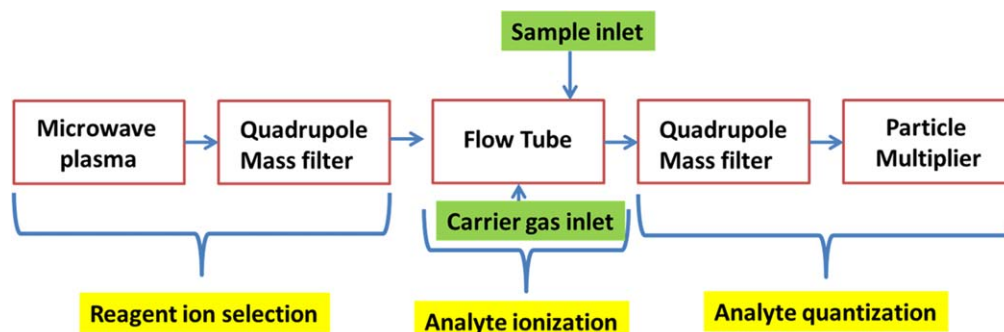 Sample inlet
Microwave
plasma
Quadrupole
Mass filter
Flow Tube
Quadrupole
Mass filter
Particle
Multiplier
Carrier gas inlet
Reagent ion selection
Analyte ionization
Analyte quantization